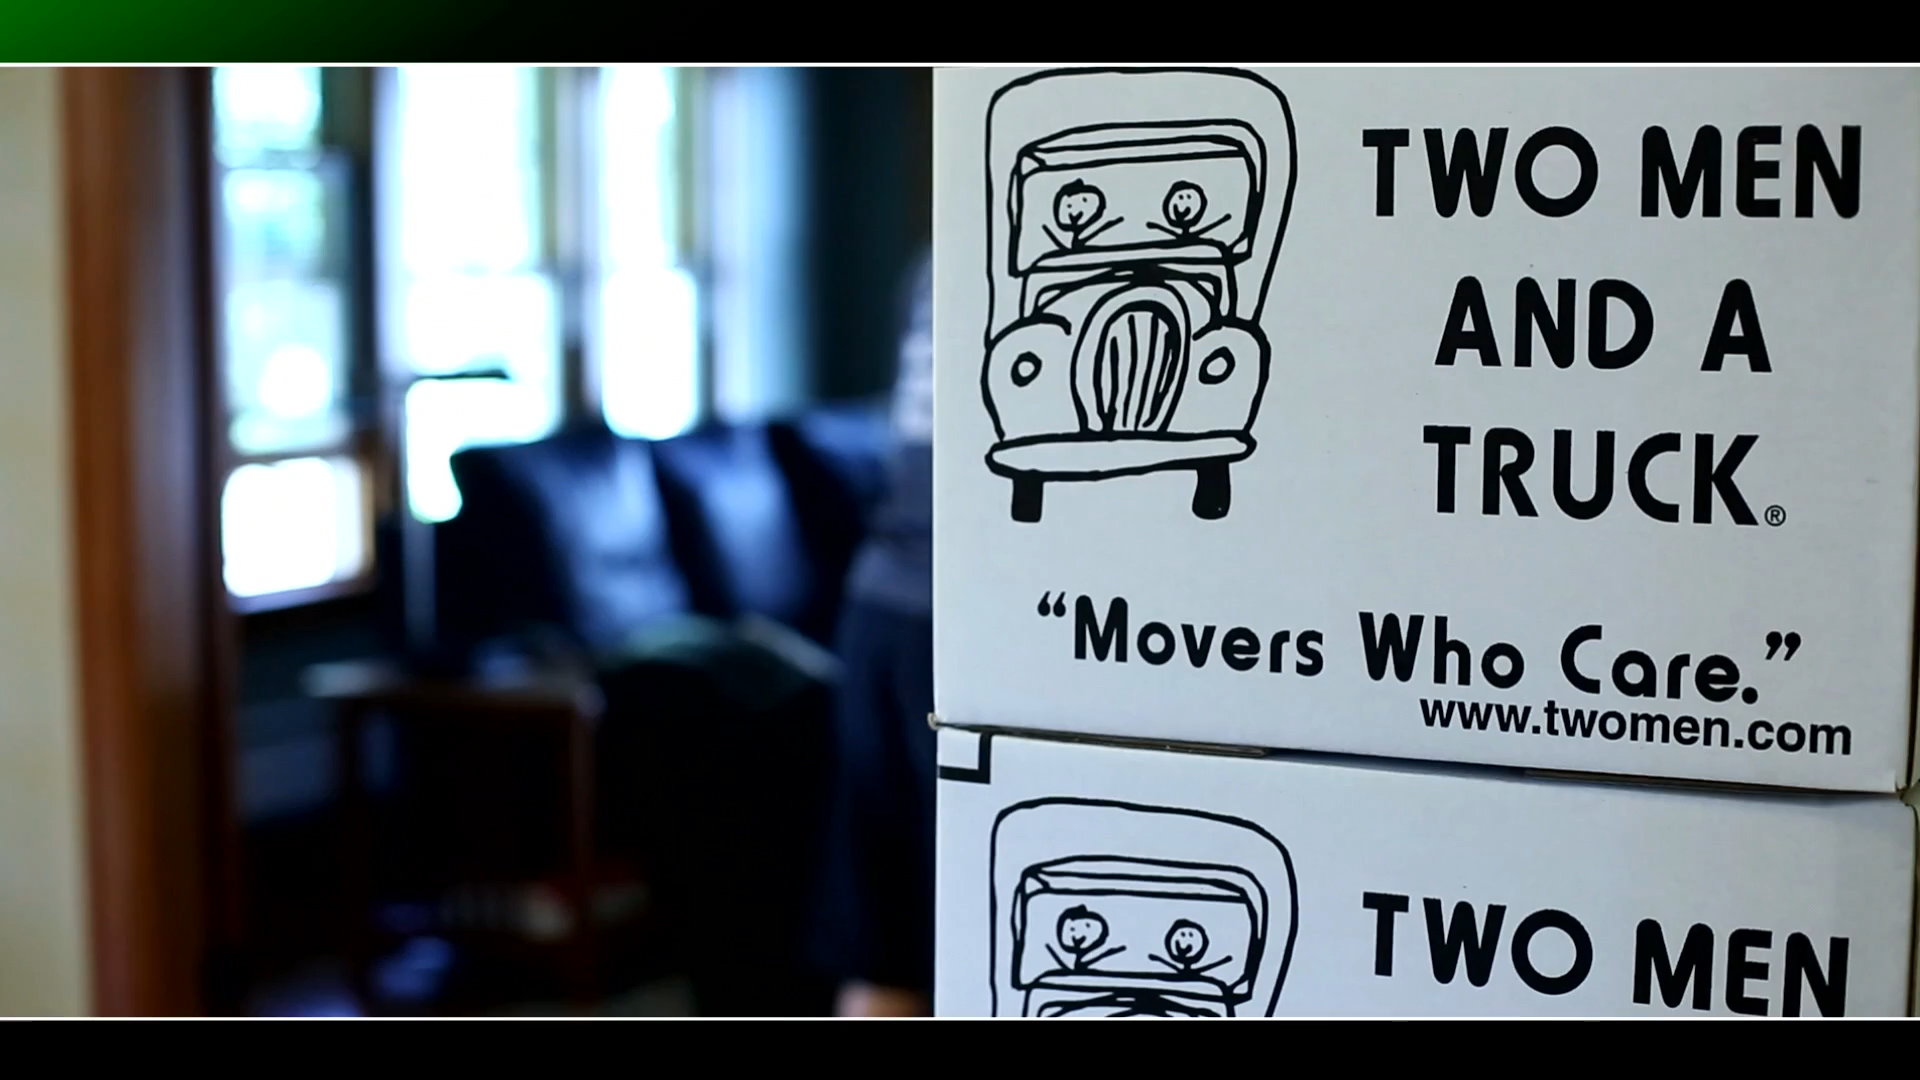 TWO MEN
AND A
TRUCK®
“Movers Who Care.”
www.twomen.com
TWO MEN